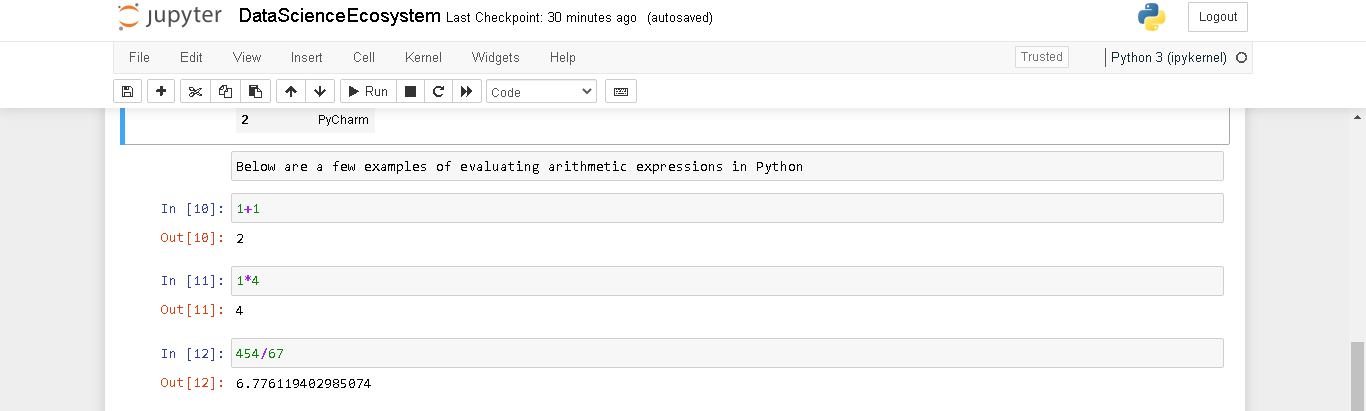 jupyter DataScienceEcosystem Last Checkpoint: 30 minutes ago (autosaved) Logout
File Edit View Insert Cell Kernel Widgets Help Trusted Python 3 (ipykernel)
Run Code
2 PyCharm
Below are a few examples of evaluating arithmetic expressions in Python
In [10]: 1+1
Out[10]: 2
In [11]: 1*4
Out[11]: 4
In [12]: 454/67
Out[12]: 6.776119402985074